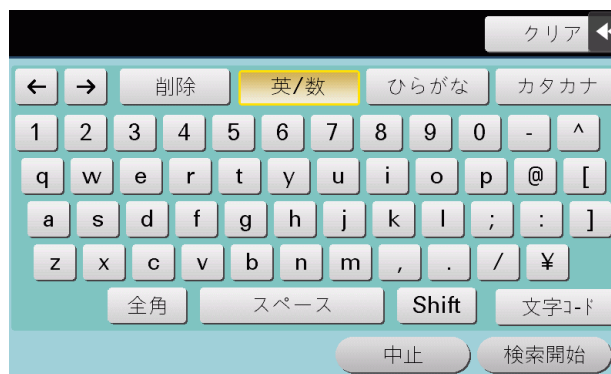 クリア
← → 削除 英/数 ひらがな カタカナ
1 2 3 4 5 6 7 8 9 0 - ^
q w e r t y u i o p @ [
a s d f g h j k l ; : ]
z x c v b n m , . / ¥
全角 スペース Shift 文字コード
中止 検索開始